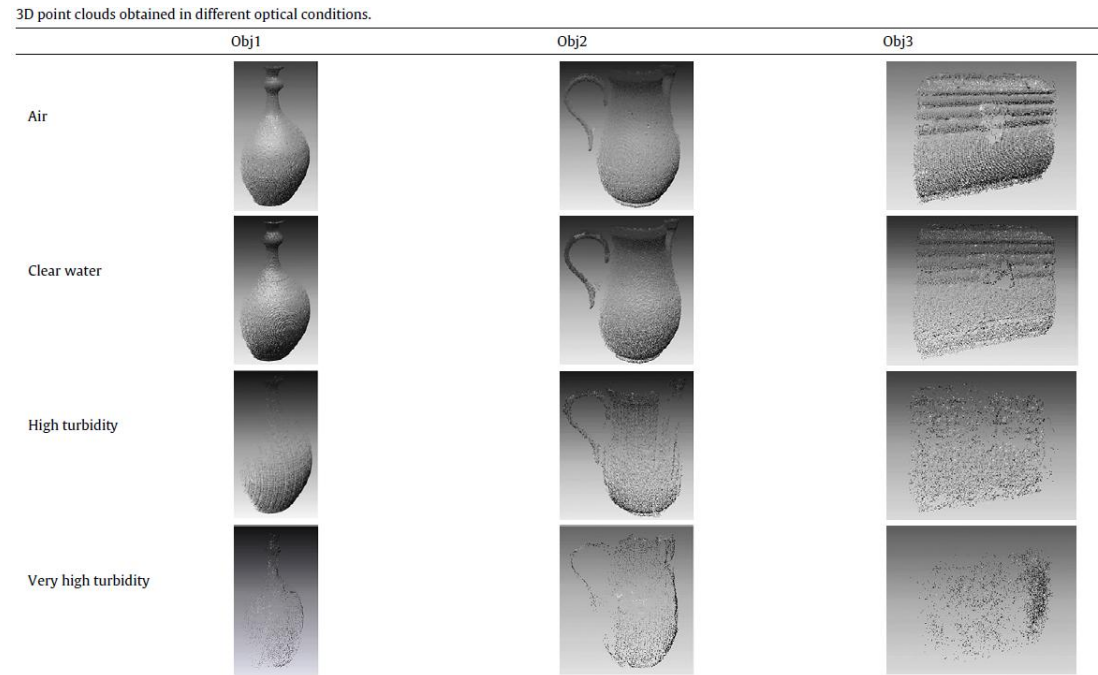 3D point clouds obtained in different optical conditions.
Obj1 Obj2 Obj3
Air
Clear water
High turbidity
Very high turbidity